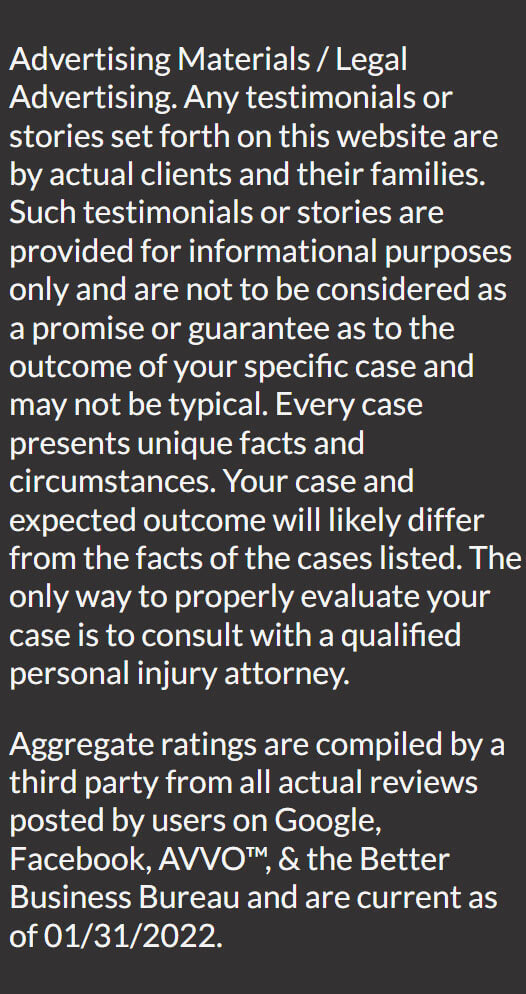 Advertising Materials / Legal
Advertising. Any testimonials or
stories set forth on this website are
by actual clients and their families.
Such testimonials or stories are
provided for informational purposes
only and are not to be considered as
a promise or guarantee as to the
outcome of your specific case and
may not be typical. Every case
presents unique facts and
circumstances. Your case and
expected outcome will likely differ
from the facts of the cases listed. The
only way to properly evaluate your
case is to consult with a qualified
personal injury attorney.
Aggregate ratings are compiled by a
third party from all actual reviews
posted by users on Google,
Facebook, AVVO™, & the Better
Business Bureau and are current as
of 01/31/2022.